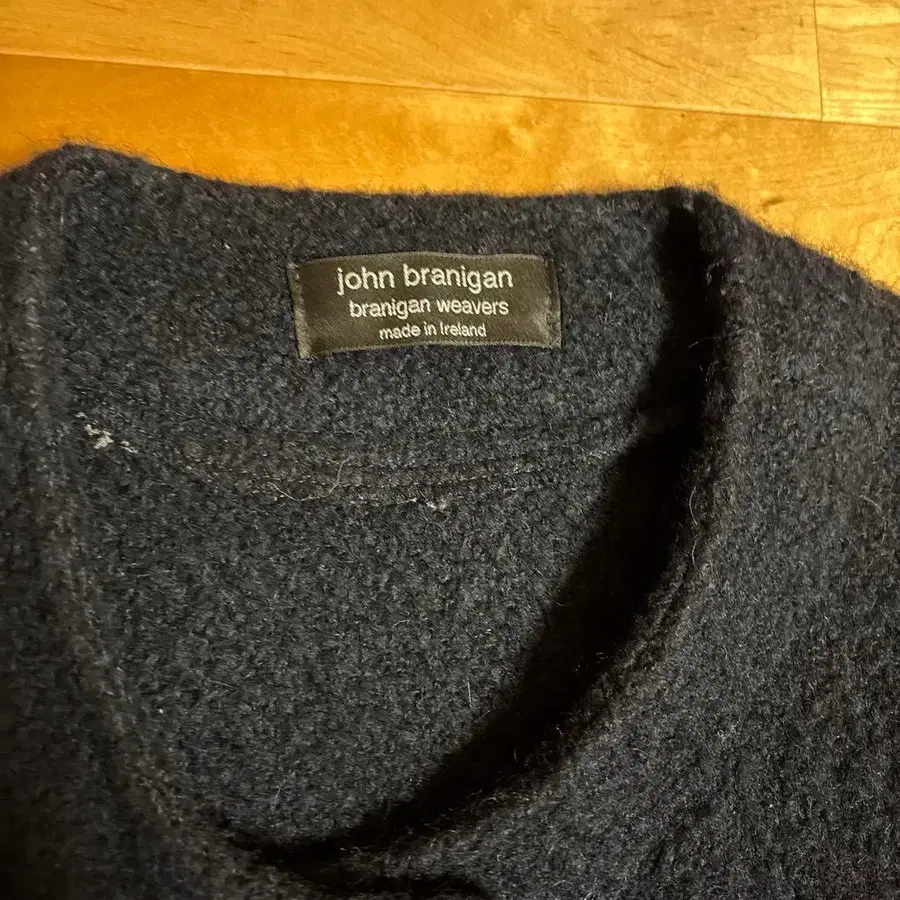 john branigan
branigan weavers
made in Ireland